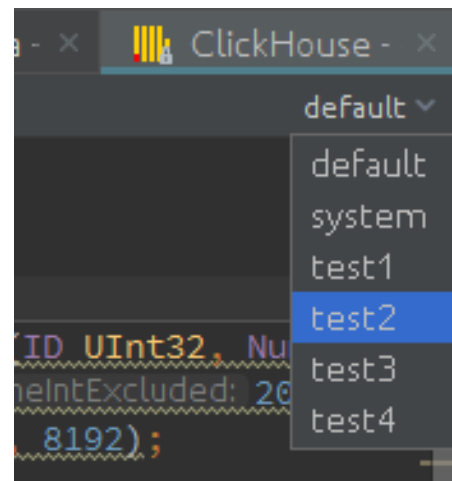 a - × ClickHouse - ×
default
default
system
test1
test2
(ID UInt32, Nu
test3
neIntExcluded: 20
test4
, 8192);